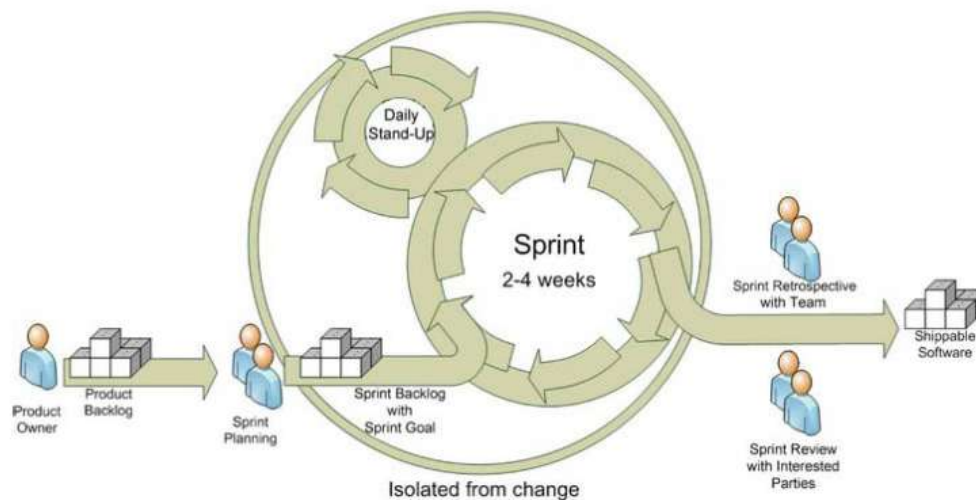 Daily
Stand-Up
Sprint
2-4 weeks
Sprint Retrospective
with Team
Shippable
Software
Product
Owner
Product
Backlog
Sprint
Planning
Sprint Backlog
with
Sprint Goal
Sprint Review
with Interested
Parties
Isolated from change